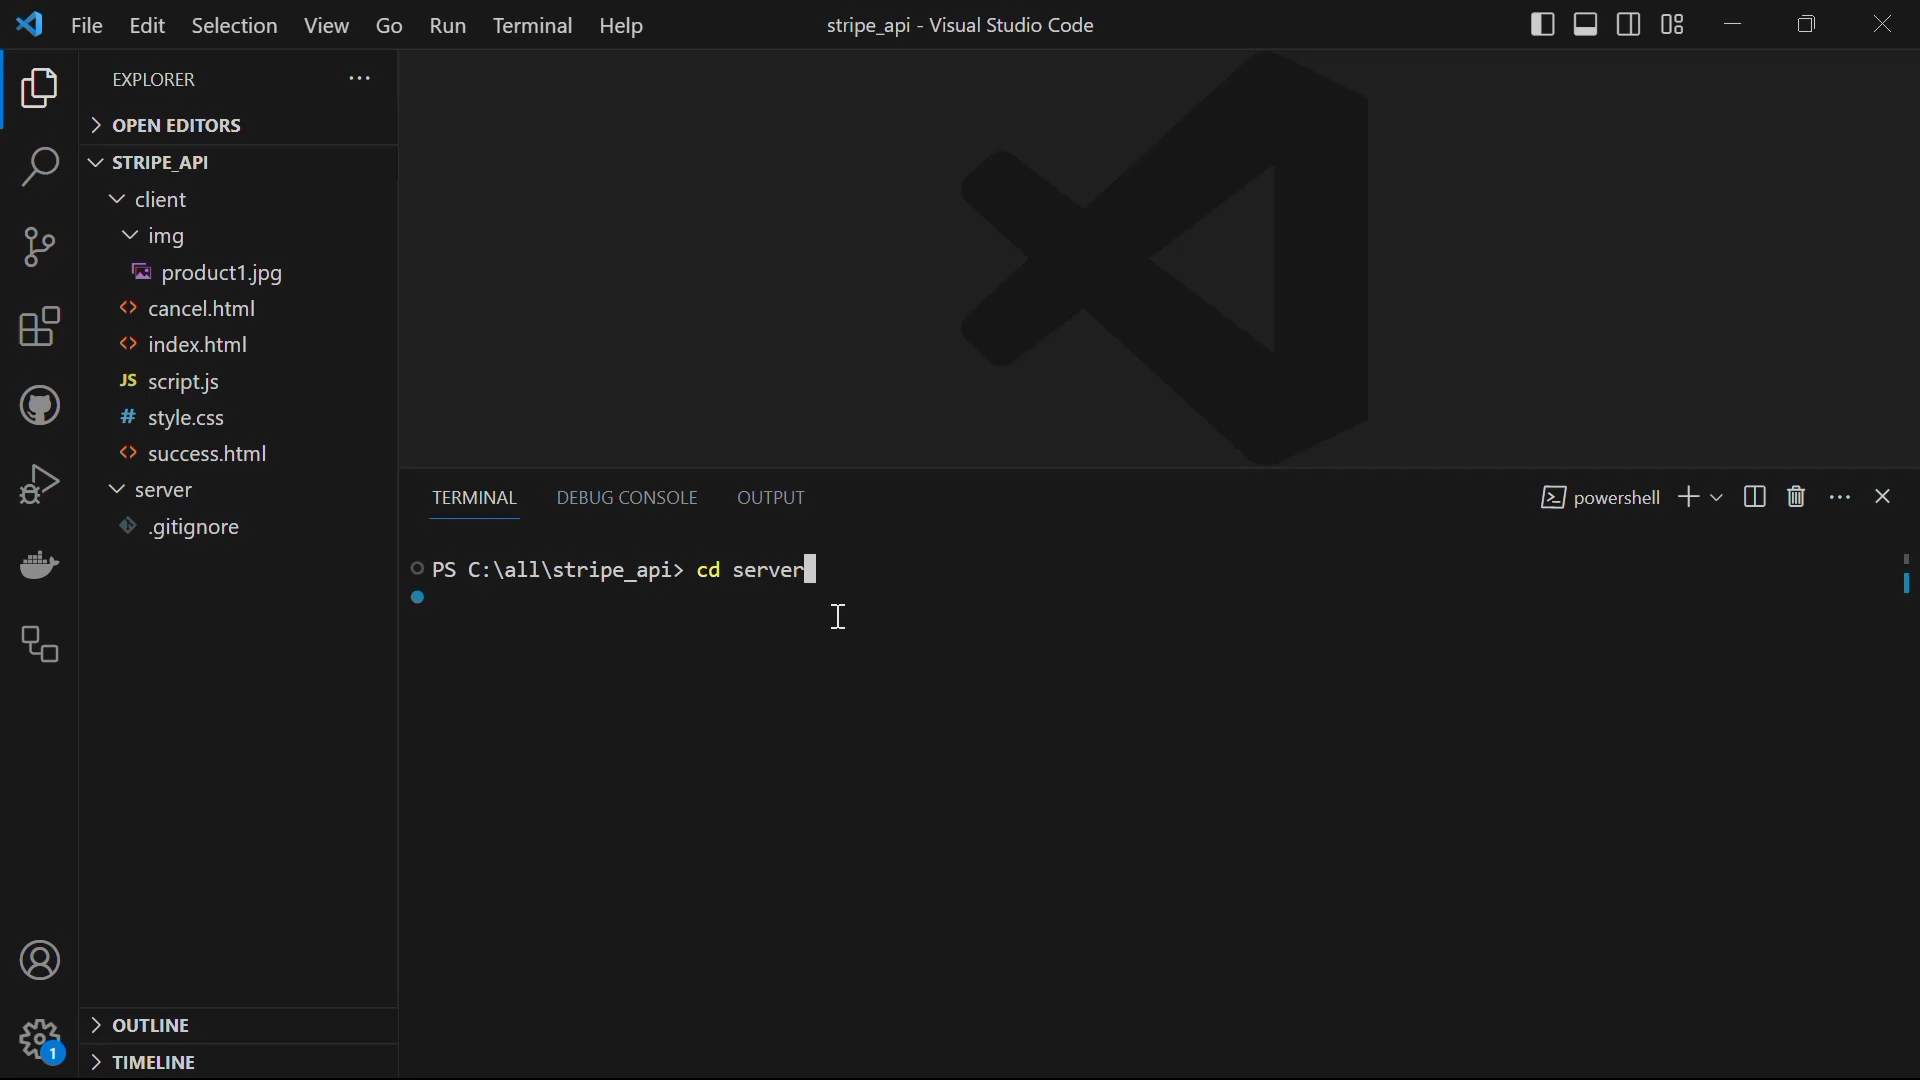 File Edit Selection View Go Run Terminal Help
stripe_api - Visual Studio Code
EXPLORER
OPEN EDITORS
STRIPE_API
client
img
product1.jpg
cancel.html
index.html
JS script.js
# style.css
success.html
server
.gitignore
OUTLINE
TIMELINE
1
TERMINAL DEBUG CONSOLE OUTPUT
powershell
PS C:\all\stripe_api> cd server